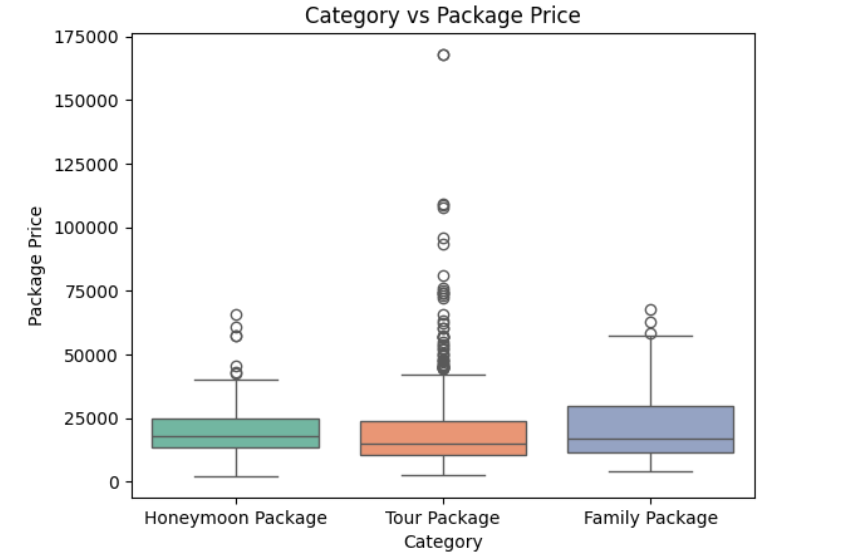 Category vs Package Price
175000
150000
125000
100000
75000
50000
25000
0
Package Price
Honeymoon Package
Tour Package
Family Package
Category